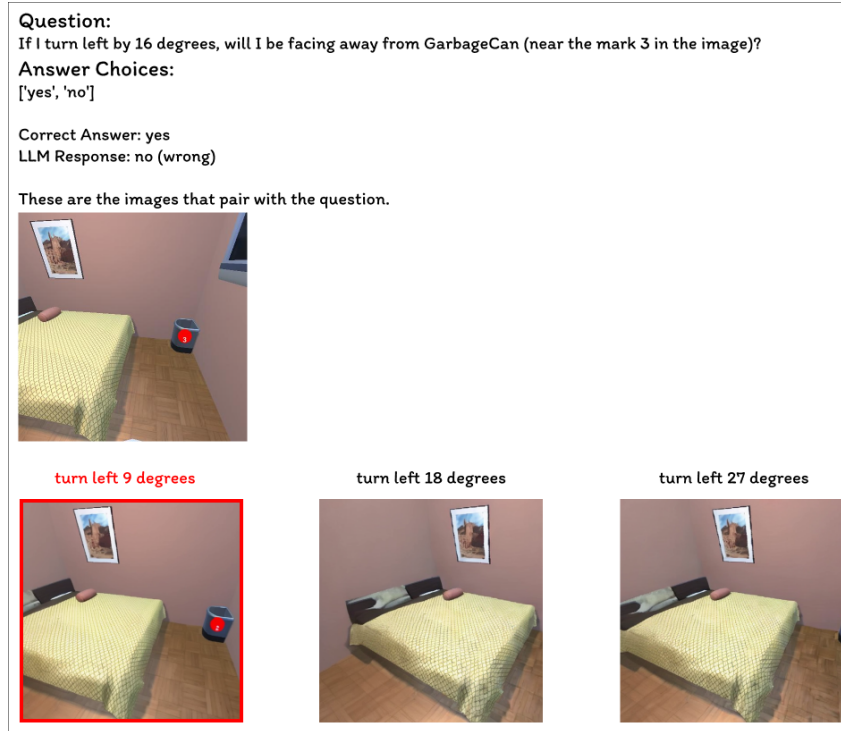 Question:
If I turn left by 16 degrees, will I be facing away from GarbageCan (near the mark 3 in the image)?
Answer Choices:
['yes', 'no']
Correct Answer: yes
LLM Response: no (wrong)
These are the images that pair with the question.
3
turn left 9 degrees
turn left 18 degrees
turn left 27 degrees
2